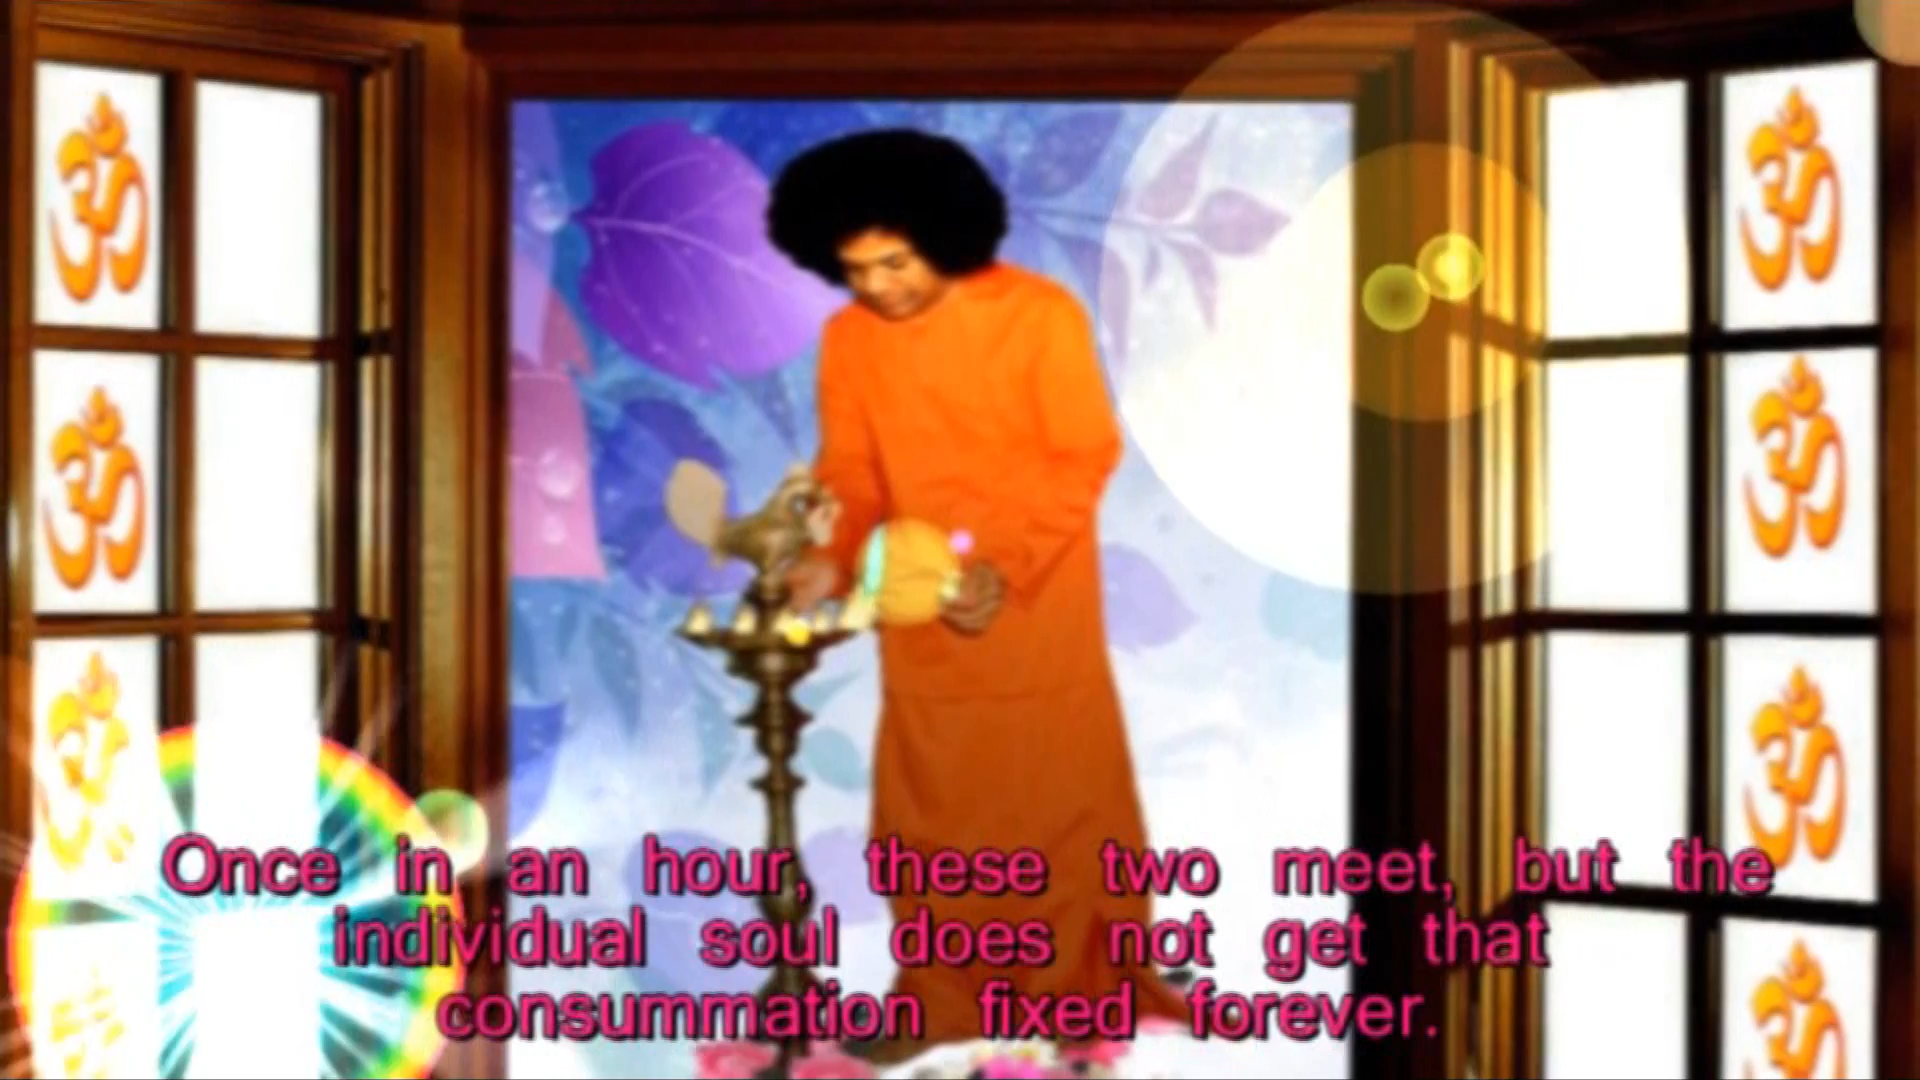 ॐ
ॐ
ॐ
ॐ
ॐ
ॐ
ॐ
ॐ
Once in an hour, these two meet, but the
individual soul does not get that
consummation fixed forever.